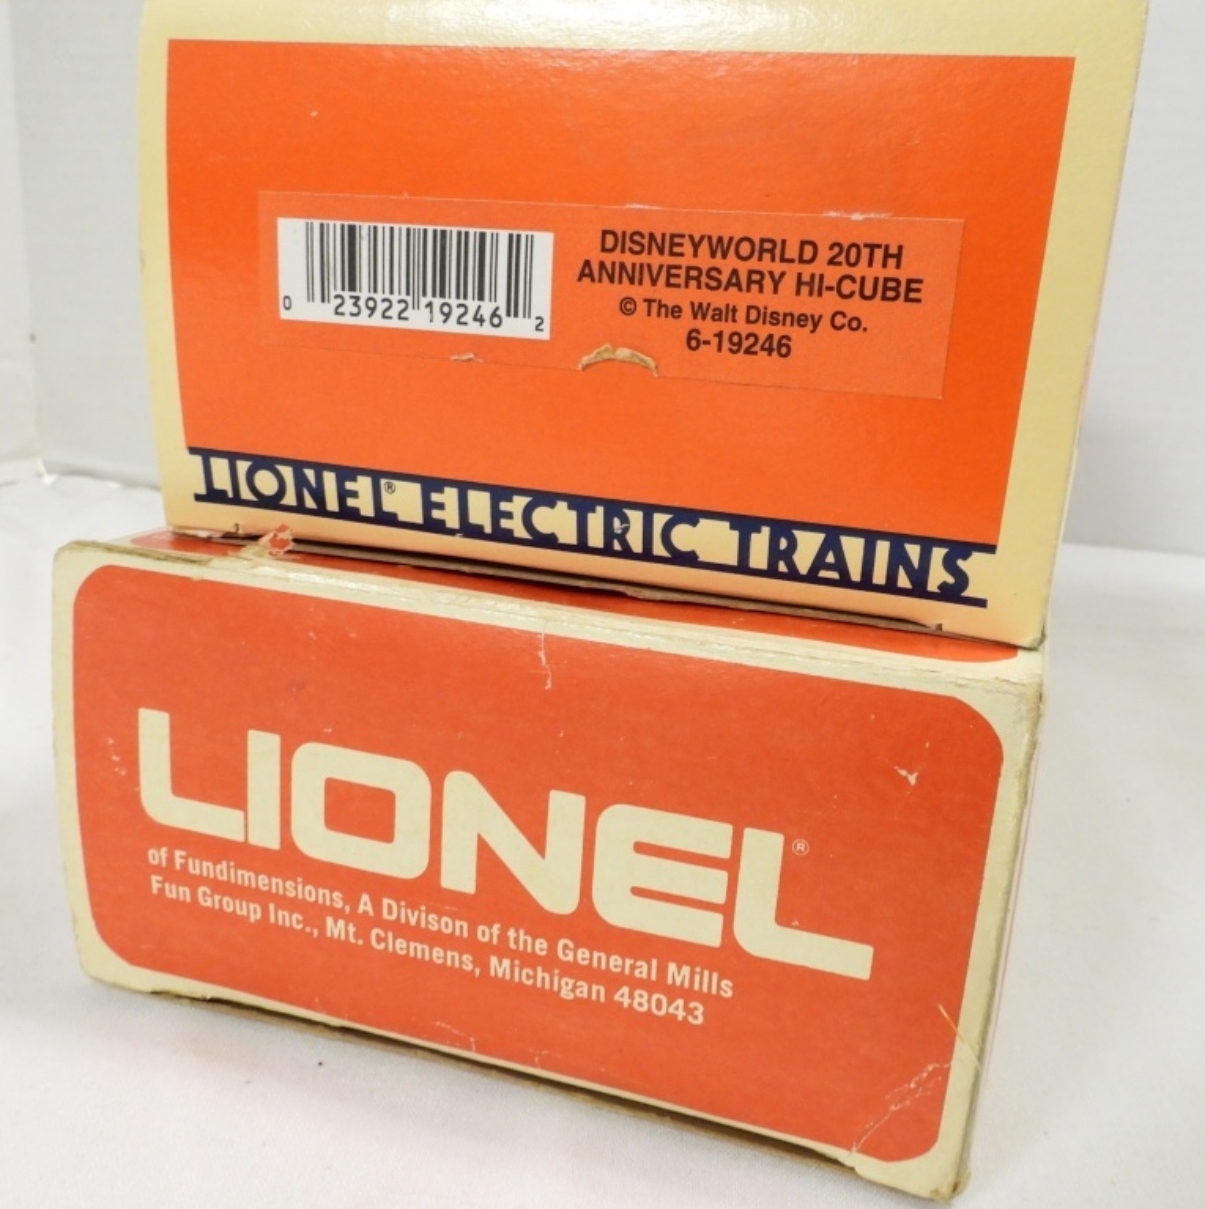 DISNEYWORLD 20TH
ANNIVERSARY HI-CUBE
© The Walt Disney Co.
6-19246
0 23922 19246 2
LIONEL® ELECTRIC TRAINS
LIONEL®
of Fundimensions, A Divison of the General Mills
Fun Group Inc., Mt. Clemens, Michigan 48043